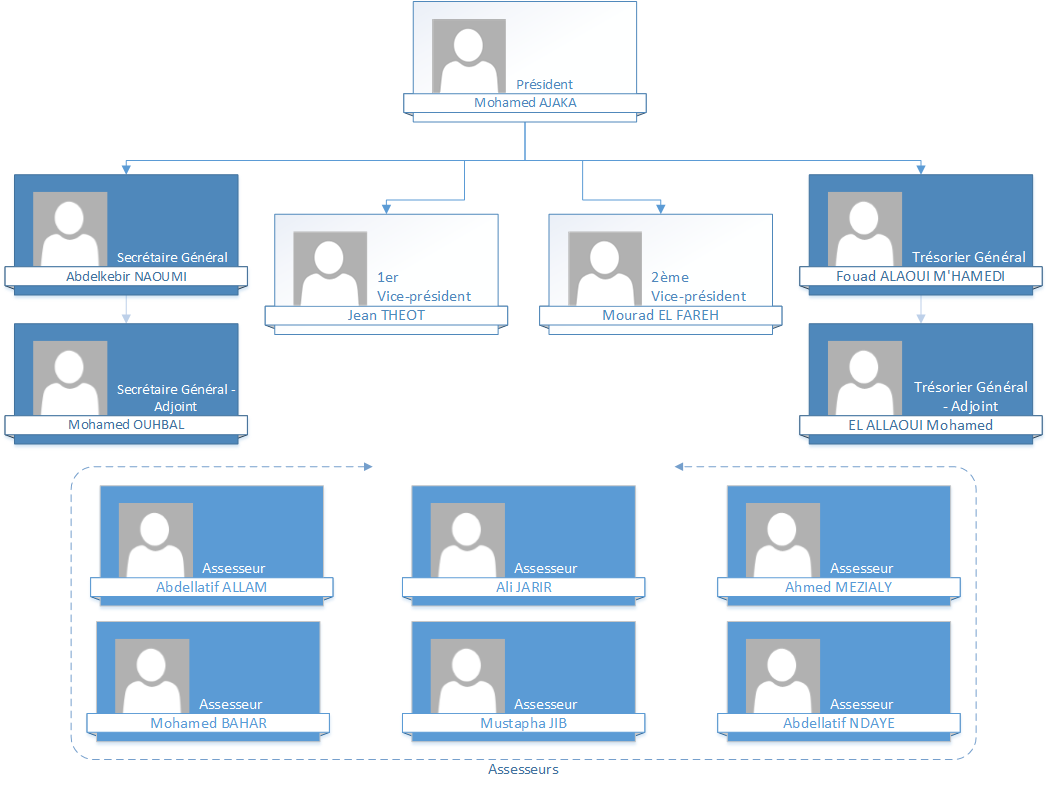 Président
Mohamed AJAKA
Secrétaire Général
Abdelkebir NAOUMI
1er
Vice-président
Jean THEOT
2ème
Vice-président
Mourad EL FAREH
Trésorier Général
Fouad ALAOUI M'HAMEDI
Secrétaire Général -
Adjoint
Mohamed OUHBAL
Trésorier Général
- Adjoint
EL ALLAOUI Mohamed
Assesseur
Abdellatif ALLAM
Assesseur
Ali JARIR
Assesseur
Ahmed MEZIALY
Assesseur
Mohamed BAHAR
Assesseur
Mustapha JIB
Assesseur
Abdellatif NDAYE
Assesseurs